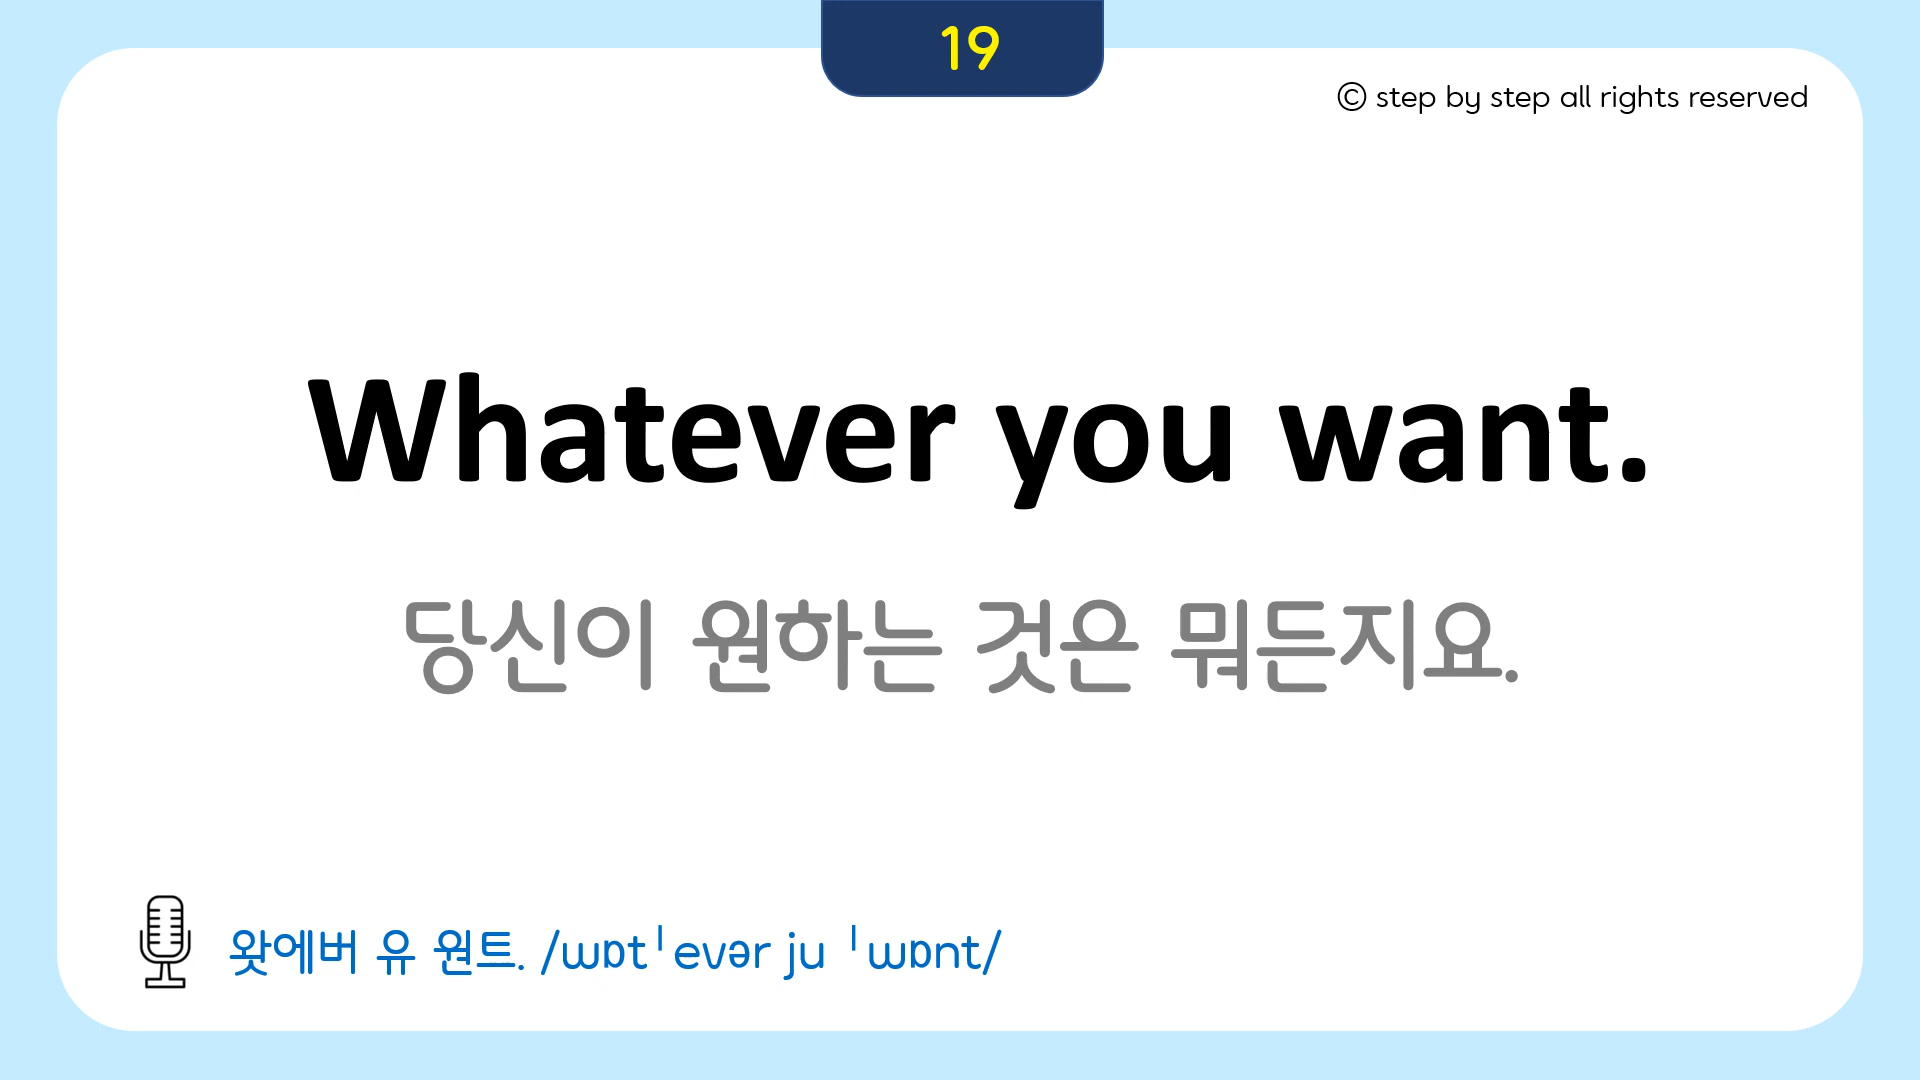 19
© step by step all rights reserved
Whatever you want.
당신이 원하는 것은 뭐든지요.
왓에버 유 원트. /wɒtˈevər ju ˈwɒnt/